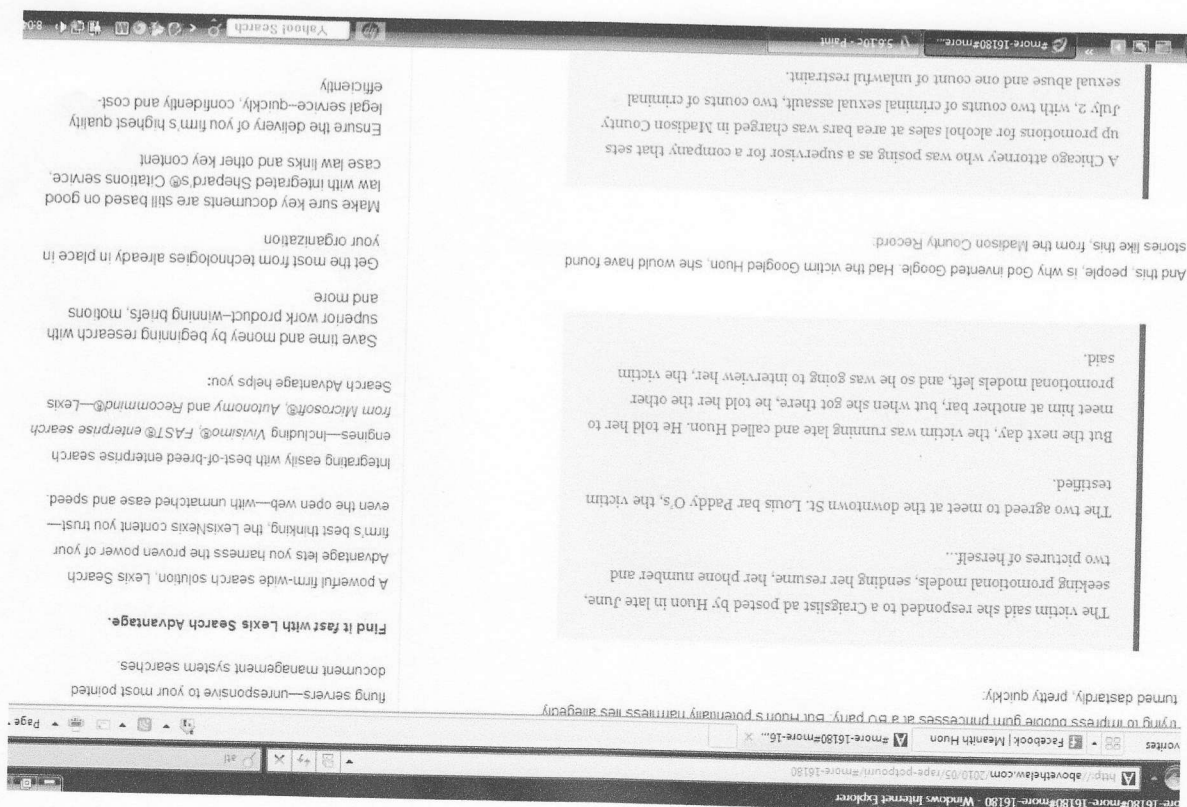 ore-16180#more-16180#more-16180 - Windows Internet Explorer
http://abovethelaw.com/2010/05/rape-potpourri/#more-16180
atl
vorites
Facebook | Meanith Huon
#more-16180#more-16...
Page
trying to impress bubble gum princesses at a BU party. But Huon's potentially harmless lies allegedly
turned dastardly, pretty quickly:
The victim said she responded to a Craigslist ad posted by Huon in late June,
seeking promotional models, sending her resume, her phone number and
two pictures of herself...
The two agreed to meet at the downtown St. Louis bar Paddy O's, the victim
testified.
But the next day, the victim was running late and called Huon. He told her to
meet him at another bar, but when she got there, he told her the other
promotional models left, and so he was going to interview her, the victim
said.
And this, people, is why God invented Google. Had the victim Googled Huon, she would have found
stories like this, from the Madison County Record:
A Chicago attorney who was posing as a supervisor for a company that sets
up promotions for alcohol sales at area bars was charged in Madison County
July 2, with two counts of criminal sexual assault, two counts of criminal
sexual abuse and one count of unlawful restraint.
flung servers—unresponsive to your most pointed
document management system searches.
Find it fast with Lexis Search Advantage.
A powerful firm-wide search solution, Lexis Search
Advantage lets you harness the proven power of your
firm's best thinking, the LexisNexis content you trust—
even the open web—with unmatched ease and speed.
Integrating easily with best-of-breed enterprise search
engines—Including Vivisimo®, FAST® enterprise search
from Microsoft®, Autonomy and Recommind®—Lexis
Search Advantage helps you:
Save time and money by beginning research with
superior work product–winning briefs, motions
and more
Get the most from technologies already in place in
your organization
Make sure key documents are still based on good
law with integrated Shepard's® Citations service,
case law links and other key content
Ensure the delivery of you firm's highest quality
legal service–quickly, confidently and cost-
efficiently
#more-16180#more...
5.6.10c - Paint
Yahoo! Search